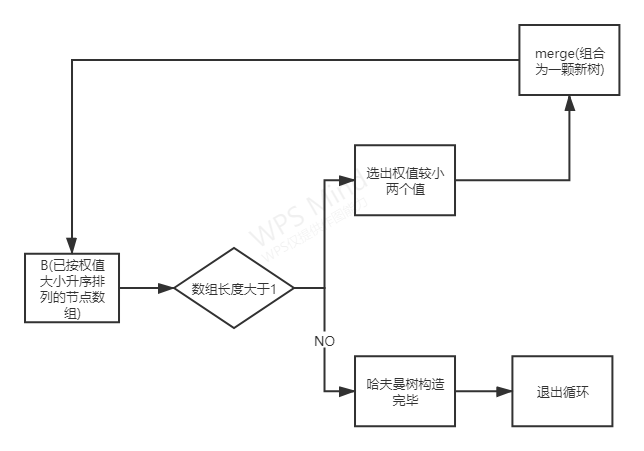 merge(组合
为一颗新树)
选出权值较小
两个值
B(已按权值
大小升序排
列的节点数
组)
数组长度大于1
NO
哈夫曼树构造
完毕
退出循环
WPS Mind